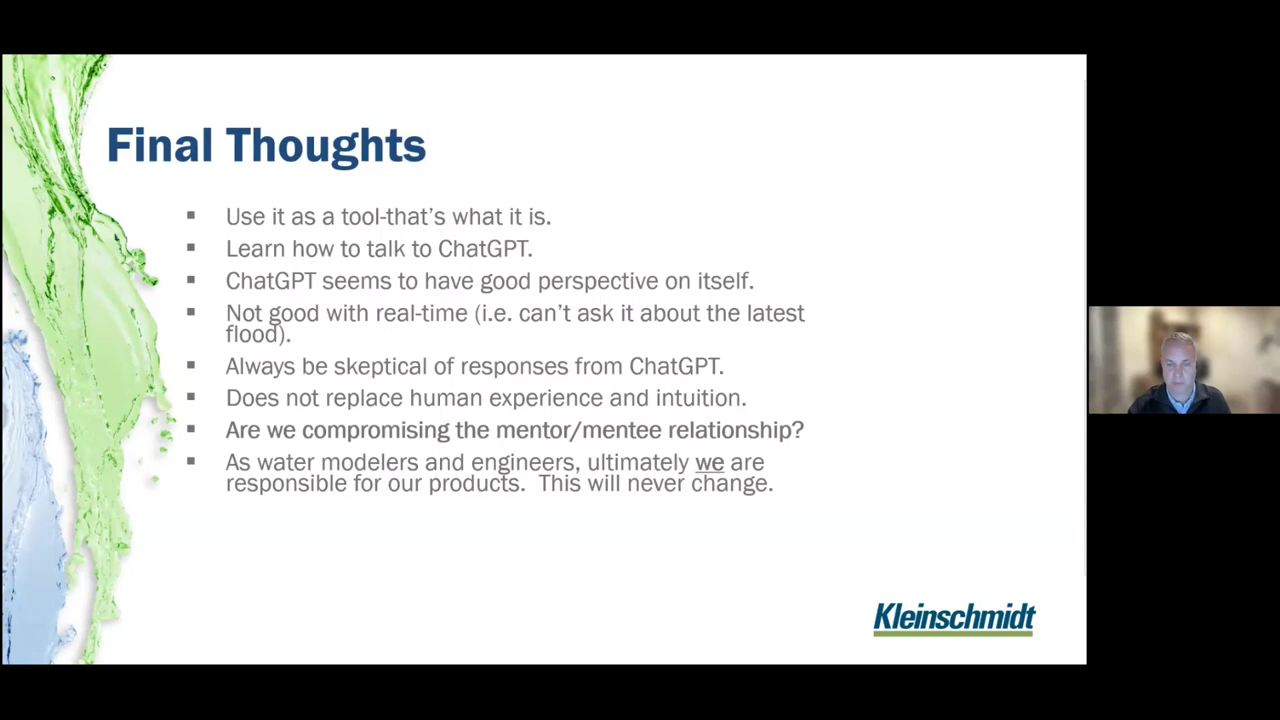 Final Thoughts
▪ Use it as a tool-that's what it is.
▪ Learn how to talk to ChatGPT.
▪ ChatGPT seems to have good perspective on itself.
▪ Not good with real-time (i.e. can't ask it about the latest
flood).
▪ Always be skeptical of responses from ChatGPT.
▪ Does not replace human experience and intuition.
▪ Are we compromising the mentor/mentee relationship?
▪ As water modelers and engineers, ultimately we are
responsible for our products.  This will never change.
Kleinschmidt